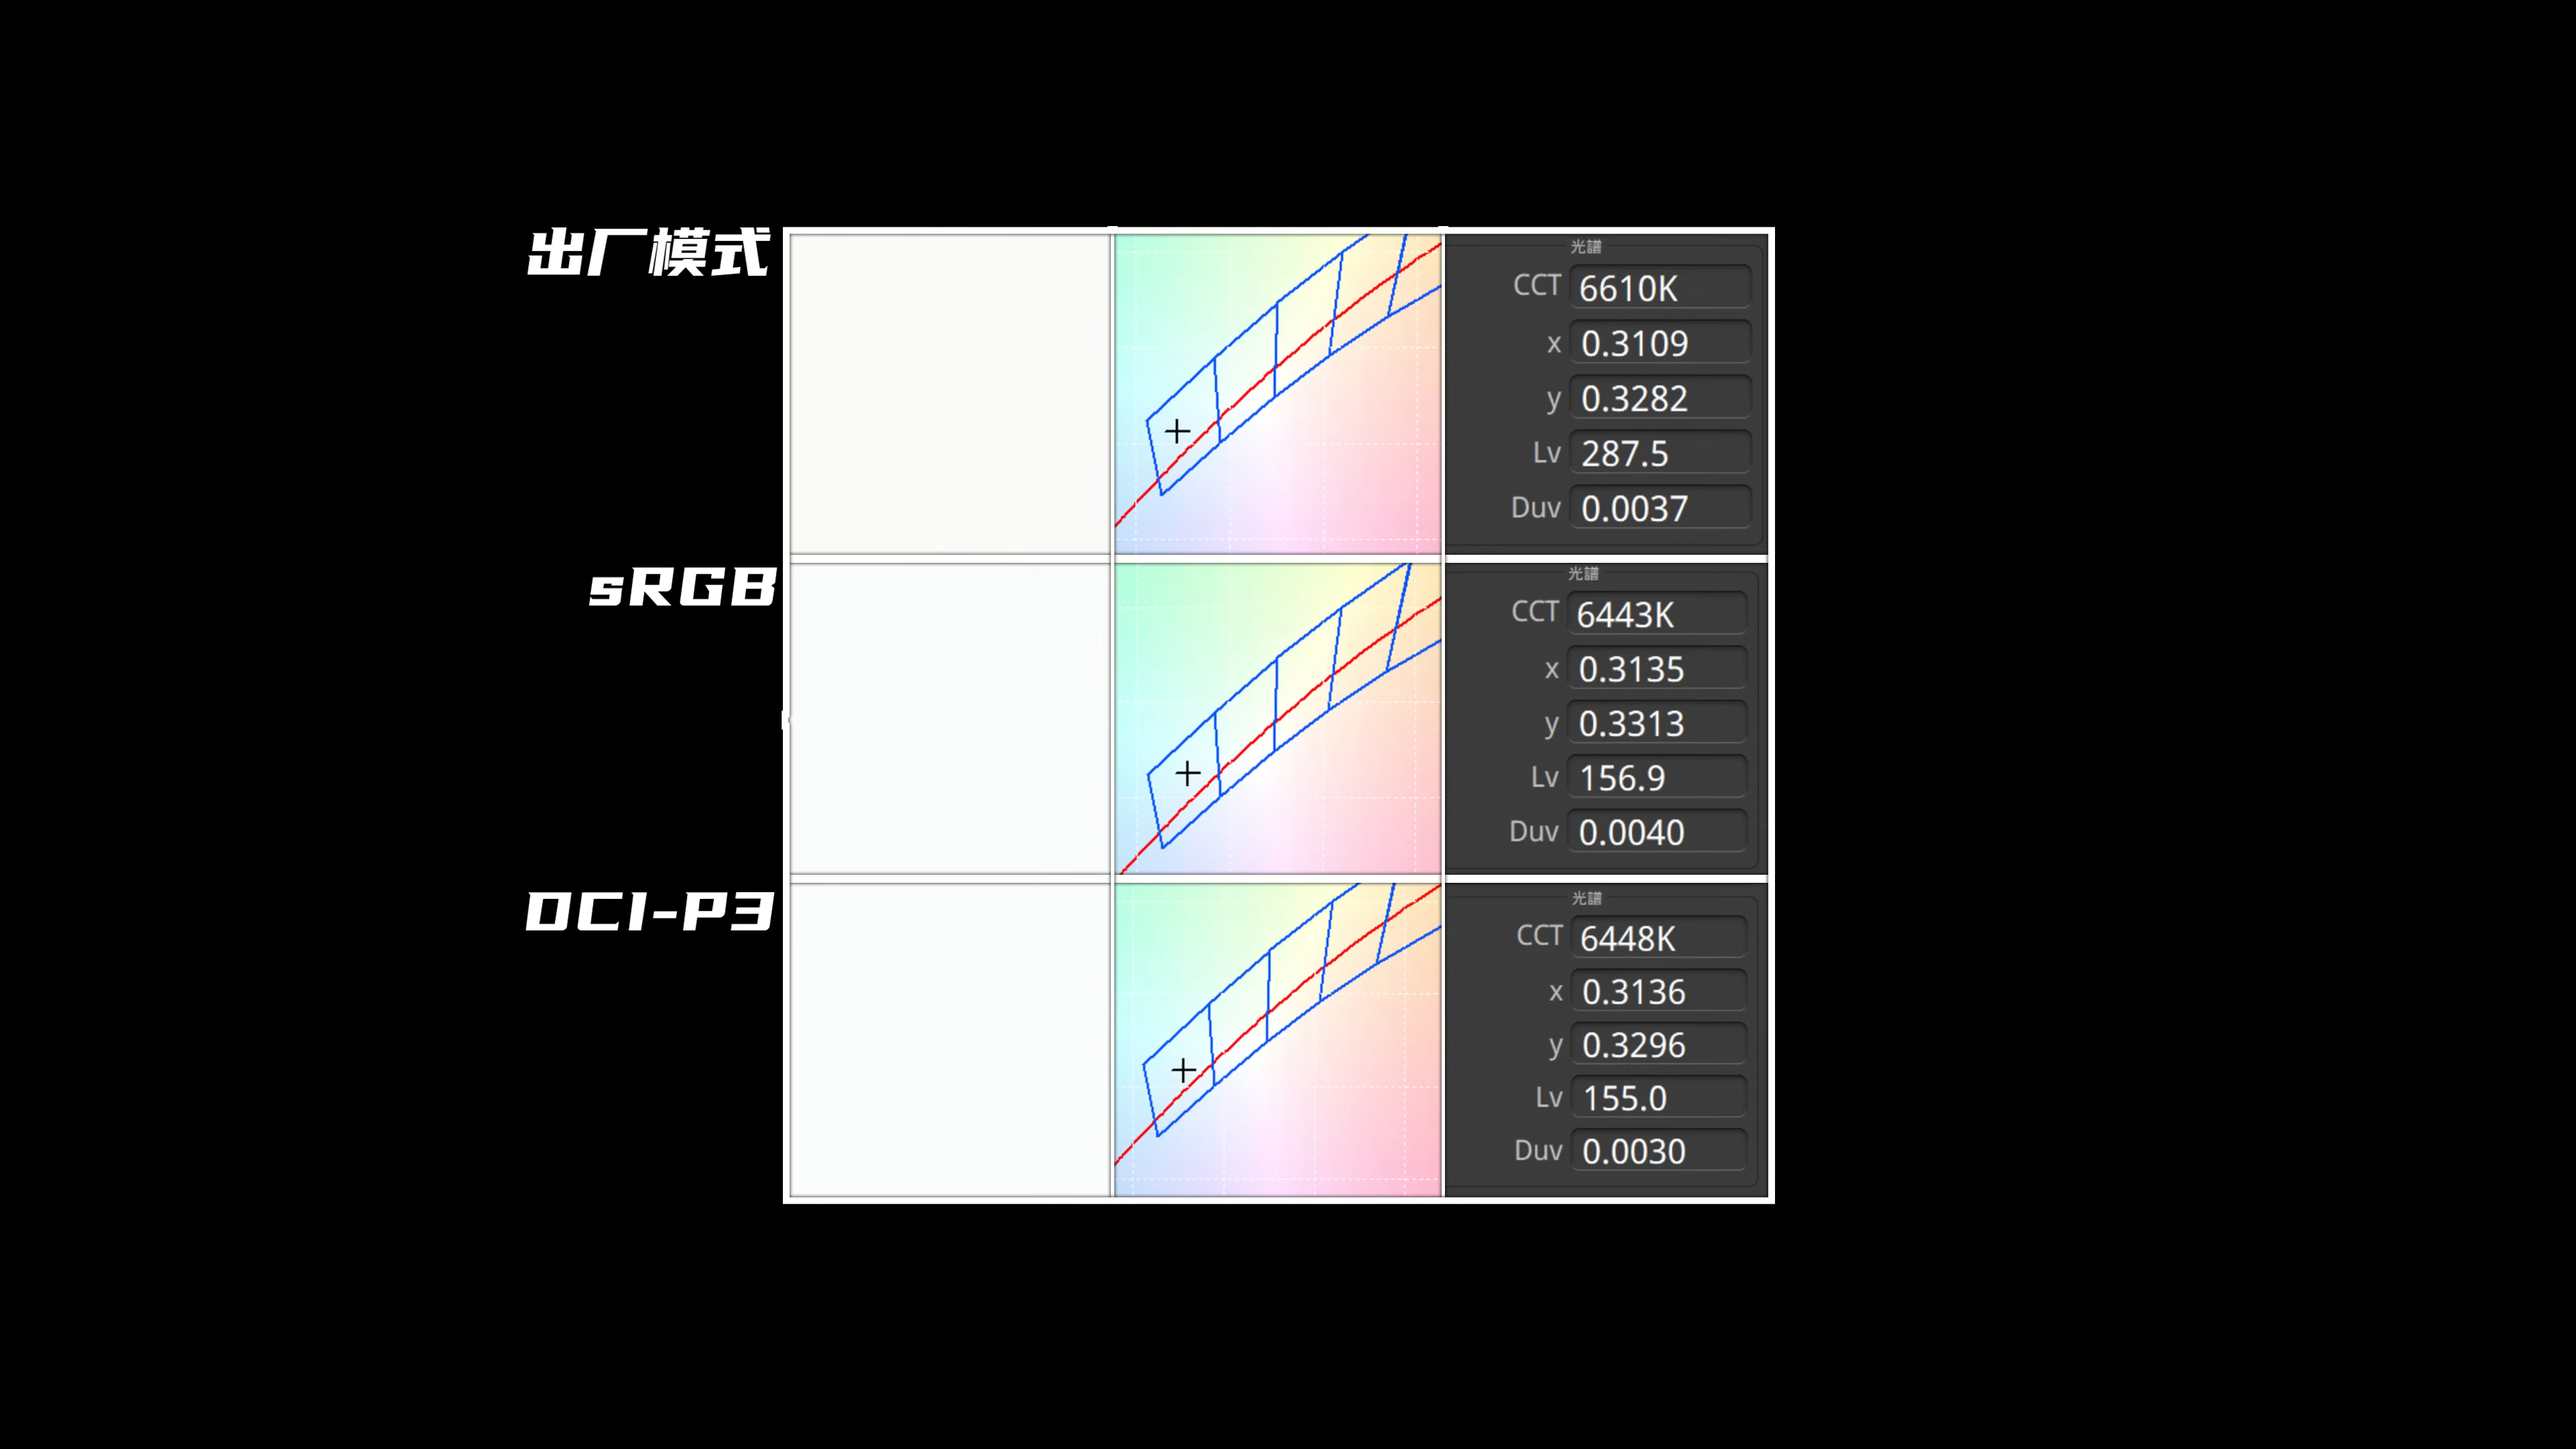 出厂模式
光譜
CCT 6610K
x 0.3109
y 0.3282
Lv 287.5
Duv 0.0037
sRGB
光譜
CCT 6443K
x 0.3135
y 0.3313
Lv 156.9
Duv 0.0040
DCI-P3
光譜
CCT 6448K
x 0.3136
y 0.3296
Lv 155.0
Duv 0.0030